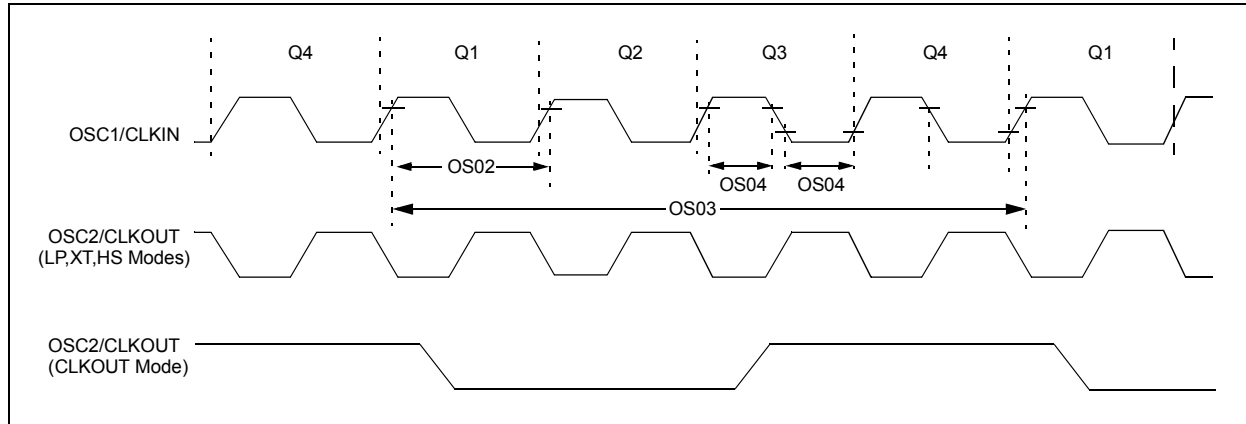 Q4 Q1 Q2 Q3 Q4 Q1
OSC1/CLKIN
OS02
OS04 OS04
OS03
OSC2/CLKOUT
(LP,XT,HS Modes)
OSC2/CLKOUT
(CLKOUT Mode)